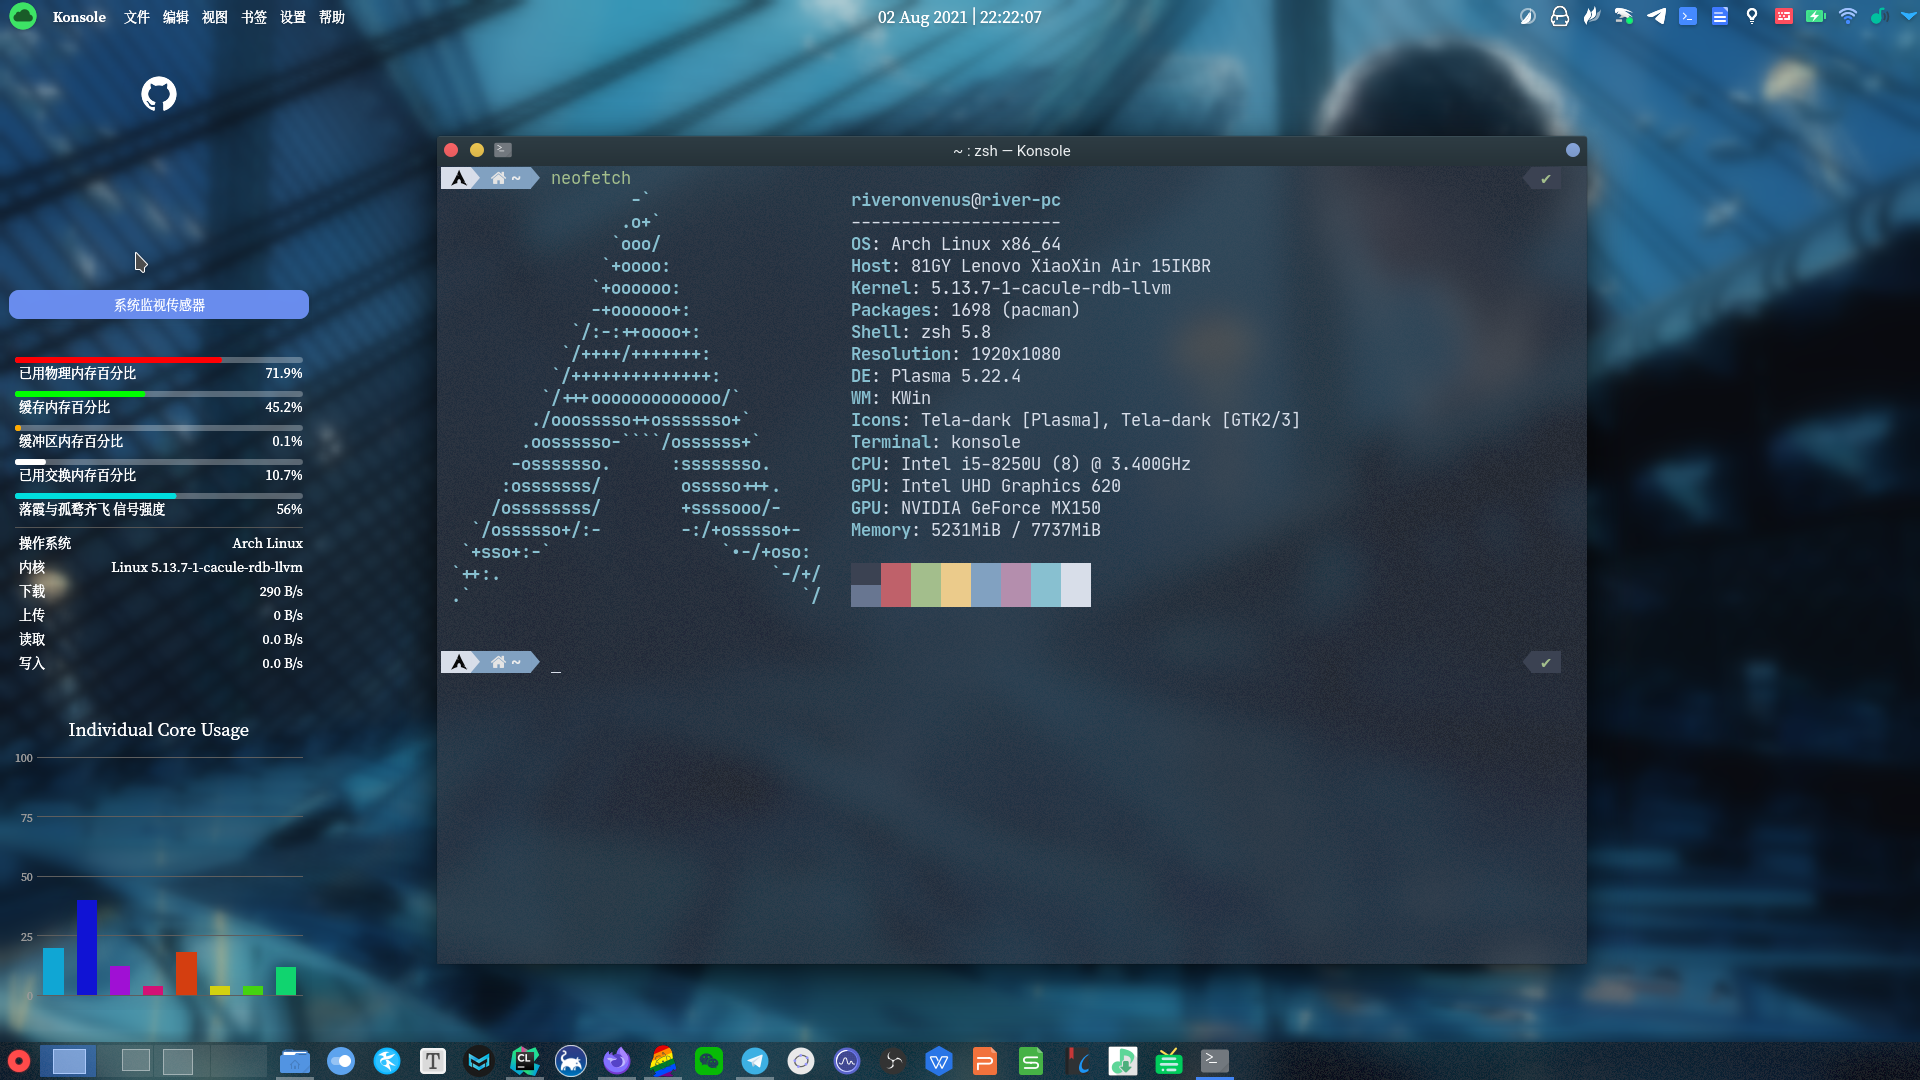 Konsole 文件 编辑 视图 书签 设置 帮助
02 Aug 2021 | 22:22:07
系统监视传感器
已用物理内存百分比 71.9%
缓存内存百分比 45.2%
缓冲区内存百分比 0.1%
已用交换内存百分比 10.7%
落霞与孤鹜齐飞 信号强度 56%
操作系统 Arch Linux
内核 Linux 5.13.7-1-cacule-rdb-llvm
下载 290 B/s
上传 0 B/s
读取 0.0 B/s
写入 0.0 B/s
Individual Core Usage
100
75
50
25
0
~ : zsh — Konsole
~ neofetch ✔
riveronvenus@river-pc
---------------------
OS: Arch Linux x86_64
Host: 81GY Lenovo XiaoXin Air 15IKBR
Kernel: 5.13.7-1-cacule-rdb-llvm
Packages: 1698 (pacman)
Shell: zsh 5.8
Resolution: 1920x1080
DE: Plasma 5.22.4
WM: KWin
Icons: Tela-dark [Plasma], Tela-dark [GTK2/3]
Terminal: konsole
CPU: Intel i5-8250U (8) @ 3.400GHz
GPU: Intel UHD Graphics 620
GPU: NVIDIA GeForce MX150
Memory: 5231MiB / 7737MiB
~ _ ✔